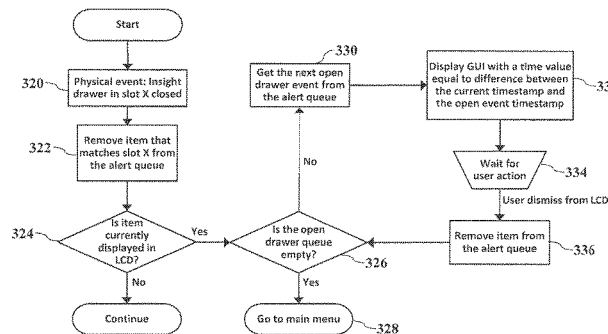 Start
320
Physical event: Insight
drawer in slot X closed
322
Remove item that
matches slot X from
the alert queue
324
Is item
currently
displayed in
LCD?
Yes
No
Continue
330
Get the next open
drawer event from
the alert queue
No
Is the open
drawer queue
empty?
326
Yes
Go to main menu
328
Display GUI with a time value
equal to difference between
the current timestamp and
the open event timestamp
Wait for
user action
334
User dismiss from LCD
Remove item from
the alert queue
336